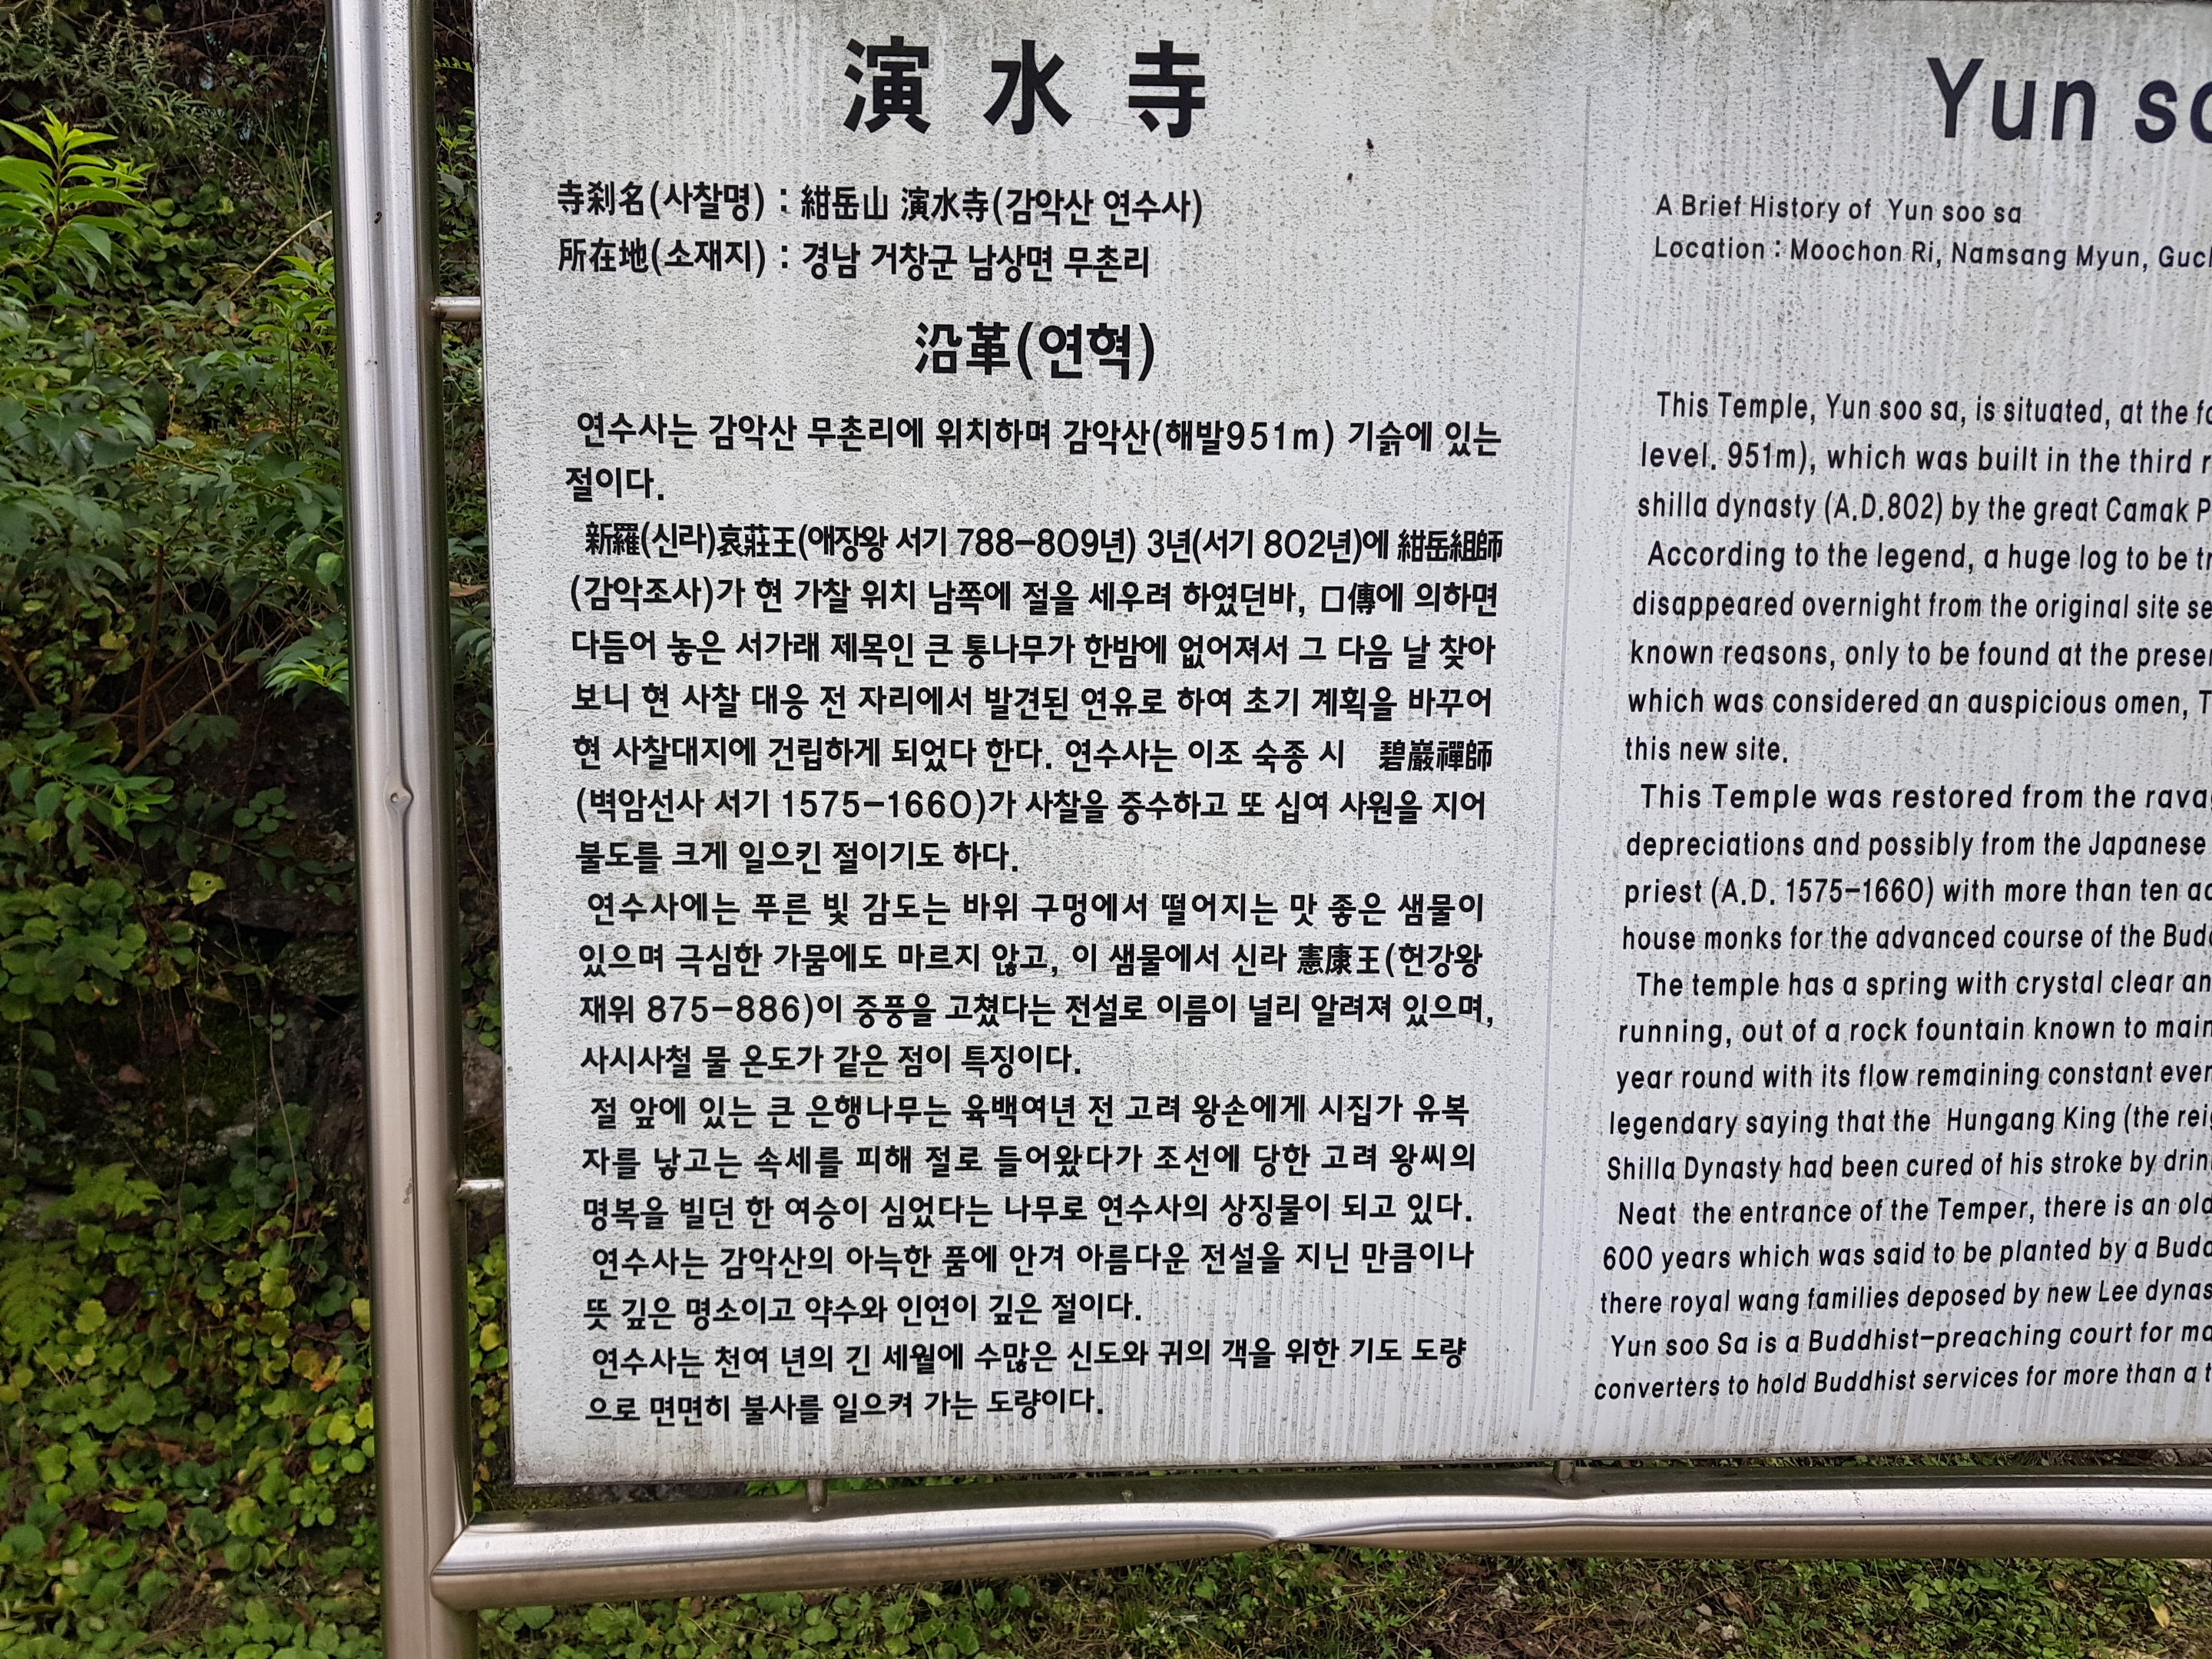 演水寺
寺刹名(사찰명) : 紺岳山 演水寺(감악산 연수사)
所在地(소재지) : 경남 거창군 남상면 무촌리
沿革(연혁)
연수사는 감악산 무촌리에 위치하며 감악산(해발951m) 기슭에 있는
절이다.
新羅(신라)哀莊王(애장왕 서기 788-809년) 3년(서기 802년)에 紺岳組師
(감악조사)가 현 가찰 위치 남쪽에 절을 세우려 하였던바, 口傳에 의하면
다듬어 놓은 서가래 제목인 큰 통나무가 한밤에 없어져서 그 다음 날 찾아
보니 현 사찰 대웅 전 자리에서 발견된 연유로 하여 초기 계획을 바꾸어
현 사찰대지에 건립하게 되었다 한다. 연수사는 이조 숙종 시 碧巖禪師
(벽암선사 서기 1575-1660)가 사찰을 중수하고 또 십여 사원을 지어
불도를 크게 일으킨 절이기도 하다.
연수사에는 푸른 빛 감도는 바위 구멍에서 떨어지는 맛 좋은 샘물이
있으며 극심한 가뭄에도 마르지 않고, 이 샘물에서 신라 憲康王(헌강왕
재위 875-886)이 중풍을 고쳤다는 전설로 이름이 널리 알려져 있으며,
사시사철 물 온도가 같은 점이 특징이다.
절 앞에 있는 큰 은행나무는 육백여년 전 고려 왕손에게 시집가 유복
자를 낳고는 속세를 피해 절로 들어왔다가 조선에 당한 고려 왕씨의
명복을 빌던 한 여승이 심었다는 나무로 연수사의 상징물이 되고 있다.
연수사는 감악산의 아늑한 품에 안겨 아름다운 전설을 지닌 만큼이나
뜻 깊은 명소이고 약수와 인연이 깊은 절이다.
연수사는 천여 년의 긴 세월에 수많은 신도와 귀의 객을 위한 기도 도량
으로 면면히 불사를 일으켜 가는 도량이다.
Yun so
A Brief History of Yun soo sa
Location : Moochon Ri, Namsang Myun, Guc
This Temple, Yun soo sa, is situated, at the fo
level. 951m), which was built in the third r
shilla dynasty (A.D.802) by the great Camak P
According to the legend, a huge log to be tr
disappeared overnight from the original site se
known reasons, only to be found at the prese
which was considered an auspicious omen, T
this new site.
This Temple was restored from the rava
depreciations and possibly from the Japanese
priest (A.D. 1575-1660) with more than ten ac
house monks for the advanced course of the Bud
The temple has a spring with crystal clear an
running, out of a rock fountain known to main
year round with its flow remaining constant even
legendary saying that the Hungang King (the rei
Shilla Dynasty had been cured of his stroke by drin
Neat the entrance of the Temper, there is an old
600 years which was said to be planted by a Budd
there royal wang families deposed by new Lee dynas
Yun soo Sa is a Buddhist-preaching court for ma
converters to hold Buddhist services for more than a t